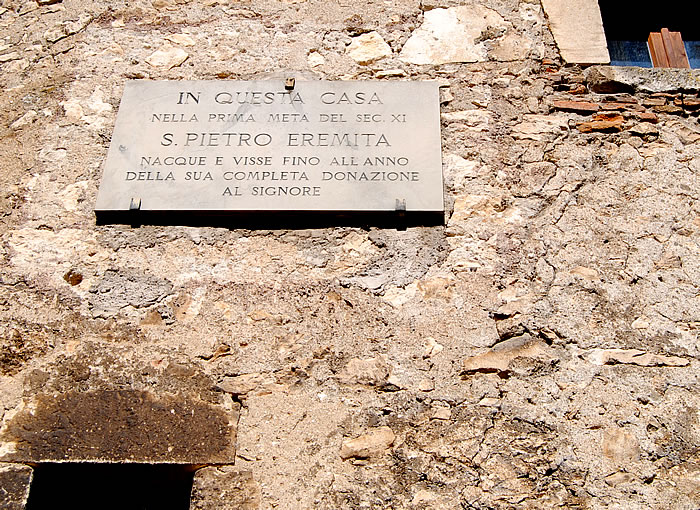 IN QUESTA CASA
NELLA PRIMA META DEL SEC. XI
S. PIETRO EREMITA
NACQUE E VISSE FINO ALL'ANNO
DELLA SUA COMPLETA DONAZIONE
AL SIGNORE